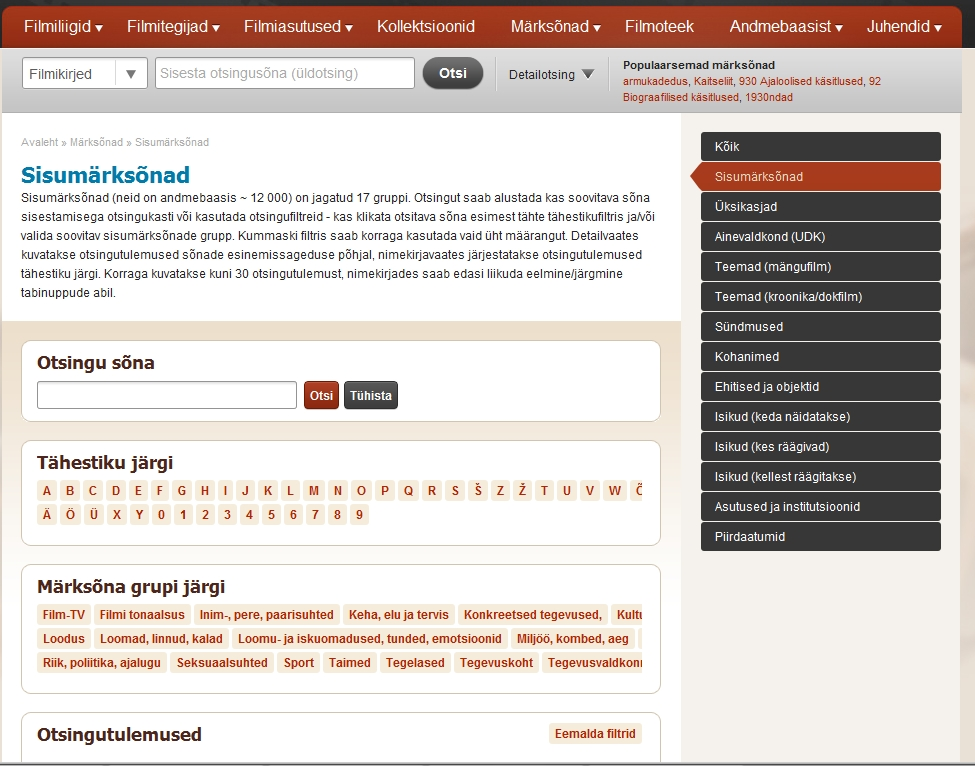 Filmiliigid Filmitegijad Filmiasutused Kollektsioonid Märksõnad Filmoteek Andmebaasist Juhendid
Filmikirjed Sisesta otsingusõna (üldotsing) Otsi Detailotsing
Populaarsemad märksõnad
armukadedus, Kaitseliit, 930 Ajaloolised käsitlused, 92
Biograafilised käsitlused, 1930ndad
Avaleht » Märksõnad » Sisumärksõnad
Sisumärksõnad
Sisumärksõnad (neid on andmebaasis ~ 12 000) on jagatud 17 gruppi. Otsingut saab alustada kas soovitava sõna
sisestamisega otsingukasti või kasutada otsingufiltreid - kas klikata otsitava sõna esimest tähte tähestikufiltris ja/või
valida soovitav sisumärksõnade grupp. Kummaski filtris saab korraga kasutada vaid üht määrangut. Detailvaates
kuvatakse otsingutulemused sõnade esinemissageduse põhjal, nimekirjavaates järjestatakse otsingutulemused
tähestiku järgi. Korraga kuvatakse kuni 30 otsingutulemust, nimekirjades saab edasi liikuda eelmine/järgmine
tabinuppude abil.
Otsingu sõna
Otsi Tühista
Tähestiku järgi
A B C D E F G H I J K L M N O P Q R S Š Z Ž T U V W Õ
Ä Ö Ü X Y 0 1 2 3 4 5 6 7 8 9
Märksõna grupi järgi
Film-TV Filmi tonaalsus Inim-, pere, paarisuhted Keha, elu ja tervis Konkreetsed tegevused, Kultu
Loodus Loomad, linnud, kalad Loomu- ja iskuomadused, tunded, emotsioonid Miljöö, kombed, aeg
Riik, poliitika, ajalugu Seksuaalsuhted Sport Taimed Tegelased Tegevuskoht Tegevusvaldkonn
Otsingutulemused Eemalda filtrid
Kõik
Sisumärksõnad
Üksikasjad
Ainevaldkond (UDK)
Teemad (mängufilm)
Teemad (kroonika/dokfilm)
Sündmused
Kohanimed
Ehitised ja objektid
Isikud (keda näidatakse)
Isikud (kes räägivad)
Isikud (kellest räägitakse)
Asutused ja institutsioonid
Piirdaatumid